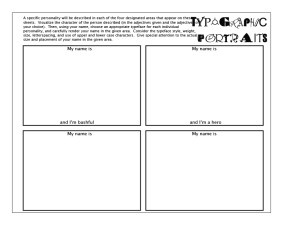 A specific personality will be described in each of the four designated areas that appear on the
sheets. Visualize the character of the person described (in the adjectives given and the adjective
your choice). Then, using your name, choose an appropriate typeface for each individual
personality, and carefully render your name in the given area. Consider the typeface style, weight,
size, letterspacing, and use of upper and lower case characters. Give special attention to the actual
size and placement of your name in the given area.
TYPOGRAPHIC
PORTRAITS
My name is
My name is
and I'm bashful
and I'm a hero
My name is
My name is